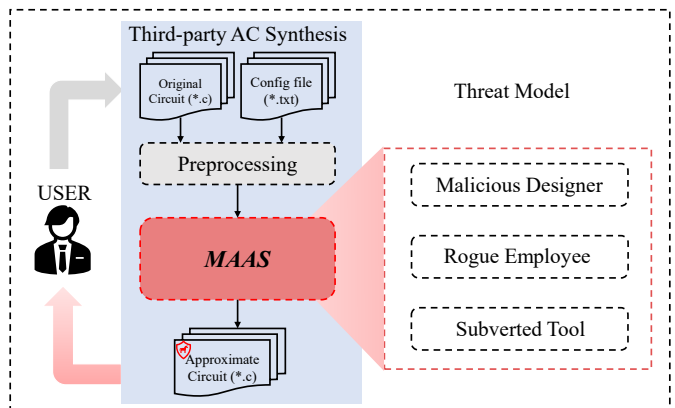 Third-party AC Synthesis
Original
Circuit (*.c)
Config file
(*.txt)
Threat Model
Preprocessing
USER
Malicious Designer
MAAS
Rogue Employee
Subverted Tool
Approximate
Circuit (*.c)